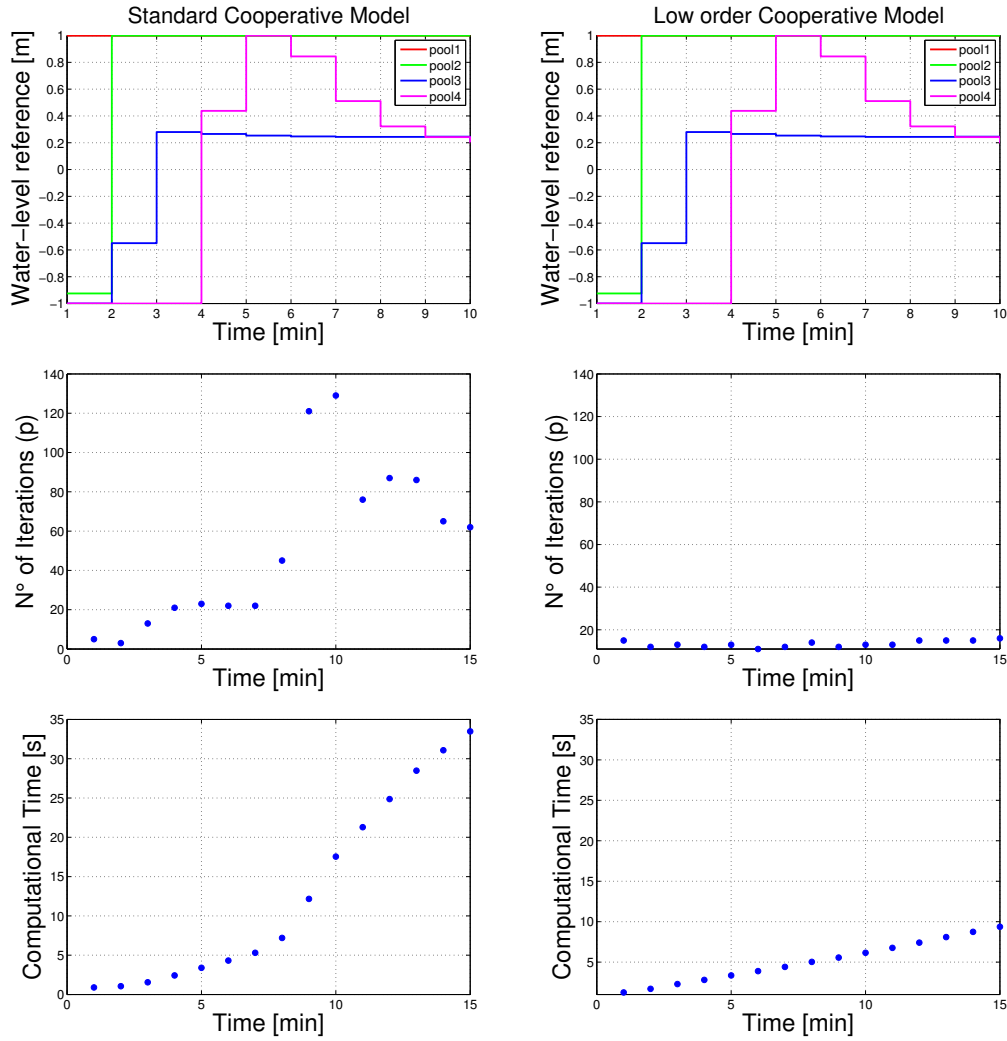 Standard Cooperative Model
Water-level reference [m]
1
0.8
0.6
0.4
0.2
0
−0.2
−0.4
−0.6
−0.8
−1
pool1
pool2
pool3
pool4
1 2 3 4 5 6 7 8 9 10
Time [min]
Low order Cooperative Model
Water-level reference [m]
1
0.8
0.6
0.4
0.2
0
−0.2
−0.4
−0.6
−0.8
−1
pool1
pool2
pool3
pool4
1 2 3 4 5 6 7 8 9 10
Time [min]
N° of Iterations (p)
140
120
100
80
60
40
20
0
0 5 10 15
Time [min]
N° of Iterations (p)
140
120
100
80
60
40
20
0 5 10 15
Time [min]
Computational Time [s]
35
30
25
20
15
10
5
0
0 5 10 15
Time [min]
Computational Time [s]
35
30
25
20
15
10
5
0 5 10 15
Time [min]